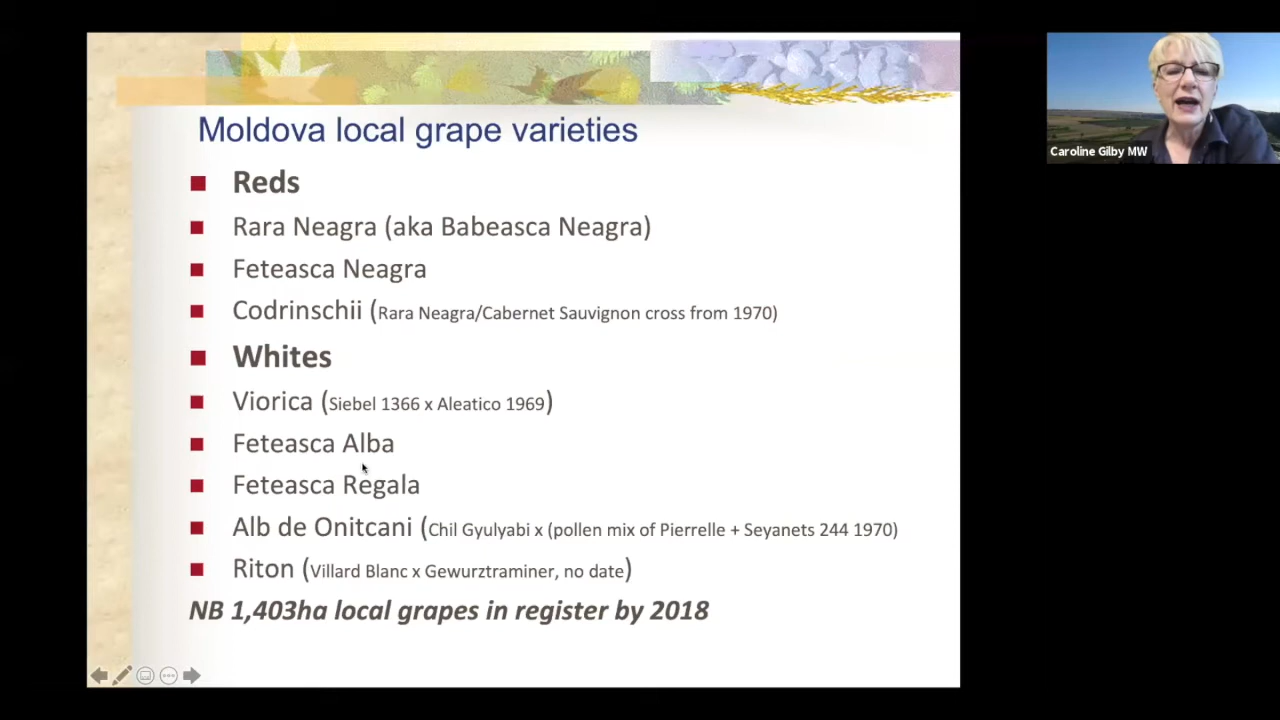 Moldova local grape varieties
Reds
Rara Neagra (aka Babeasca Neagra)
Feteasca Neagra
Codrinschii (Rara Neagra/Cabernet Sauvignon cross from 1970)
Whites
Viorica (Siebel 1366 x Aleatico 1969)
Feteasca Alba
Feteasca Regala
Alb de Onitcani (Chil Gyulyabi x (pollen mix of Pierrelle + Seyanets 244 1970)
Riton (Villard Blanc x Gewurztraminer, no date)
NB 1,403ha local grapes in register by 2018
Caroline Gilby MW